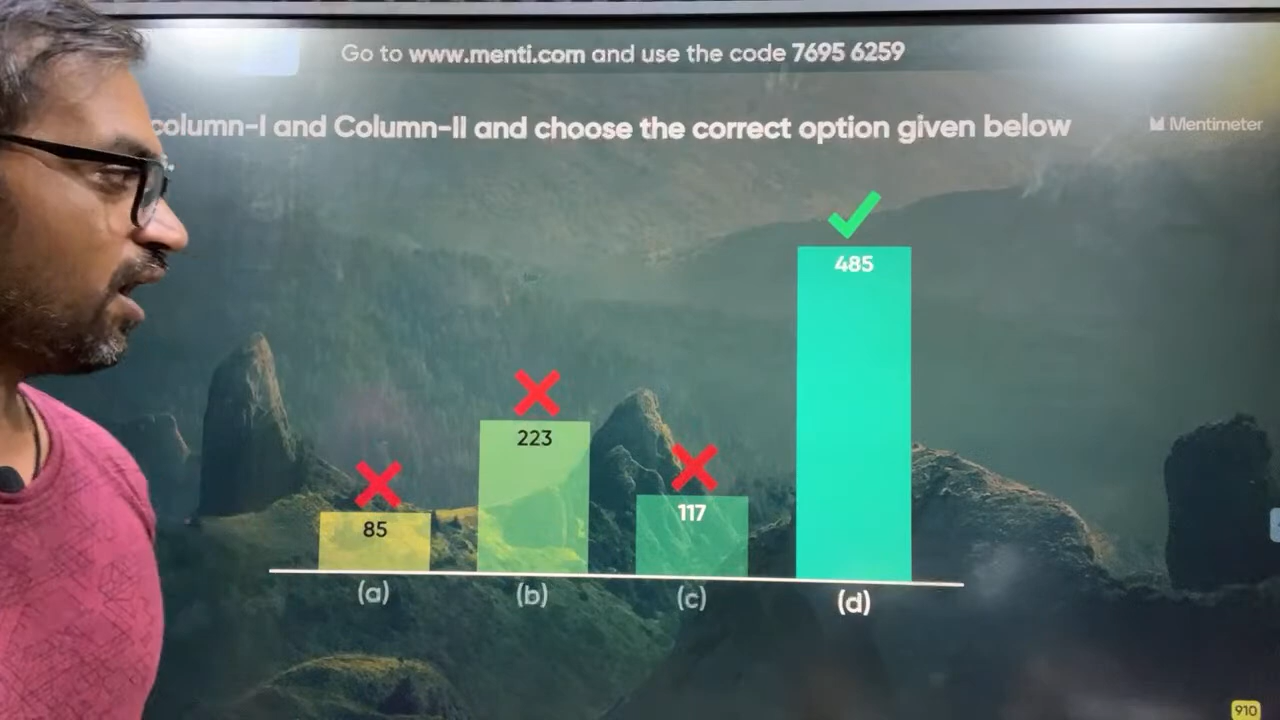 Go to www.menti.com and use the code 7695 6259
column-I and Column-II and choose the correct option given below
Mentimeter
485
223
117
85
(a)
(b)
(c)
(d)
910